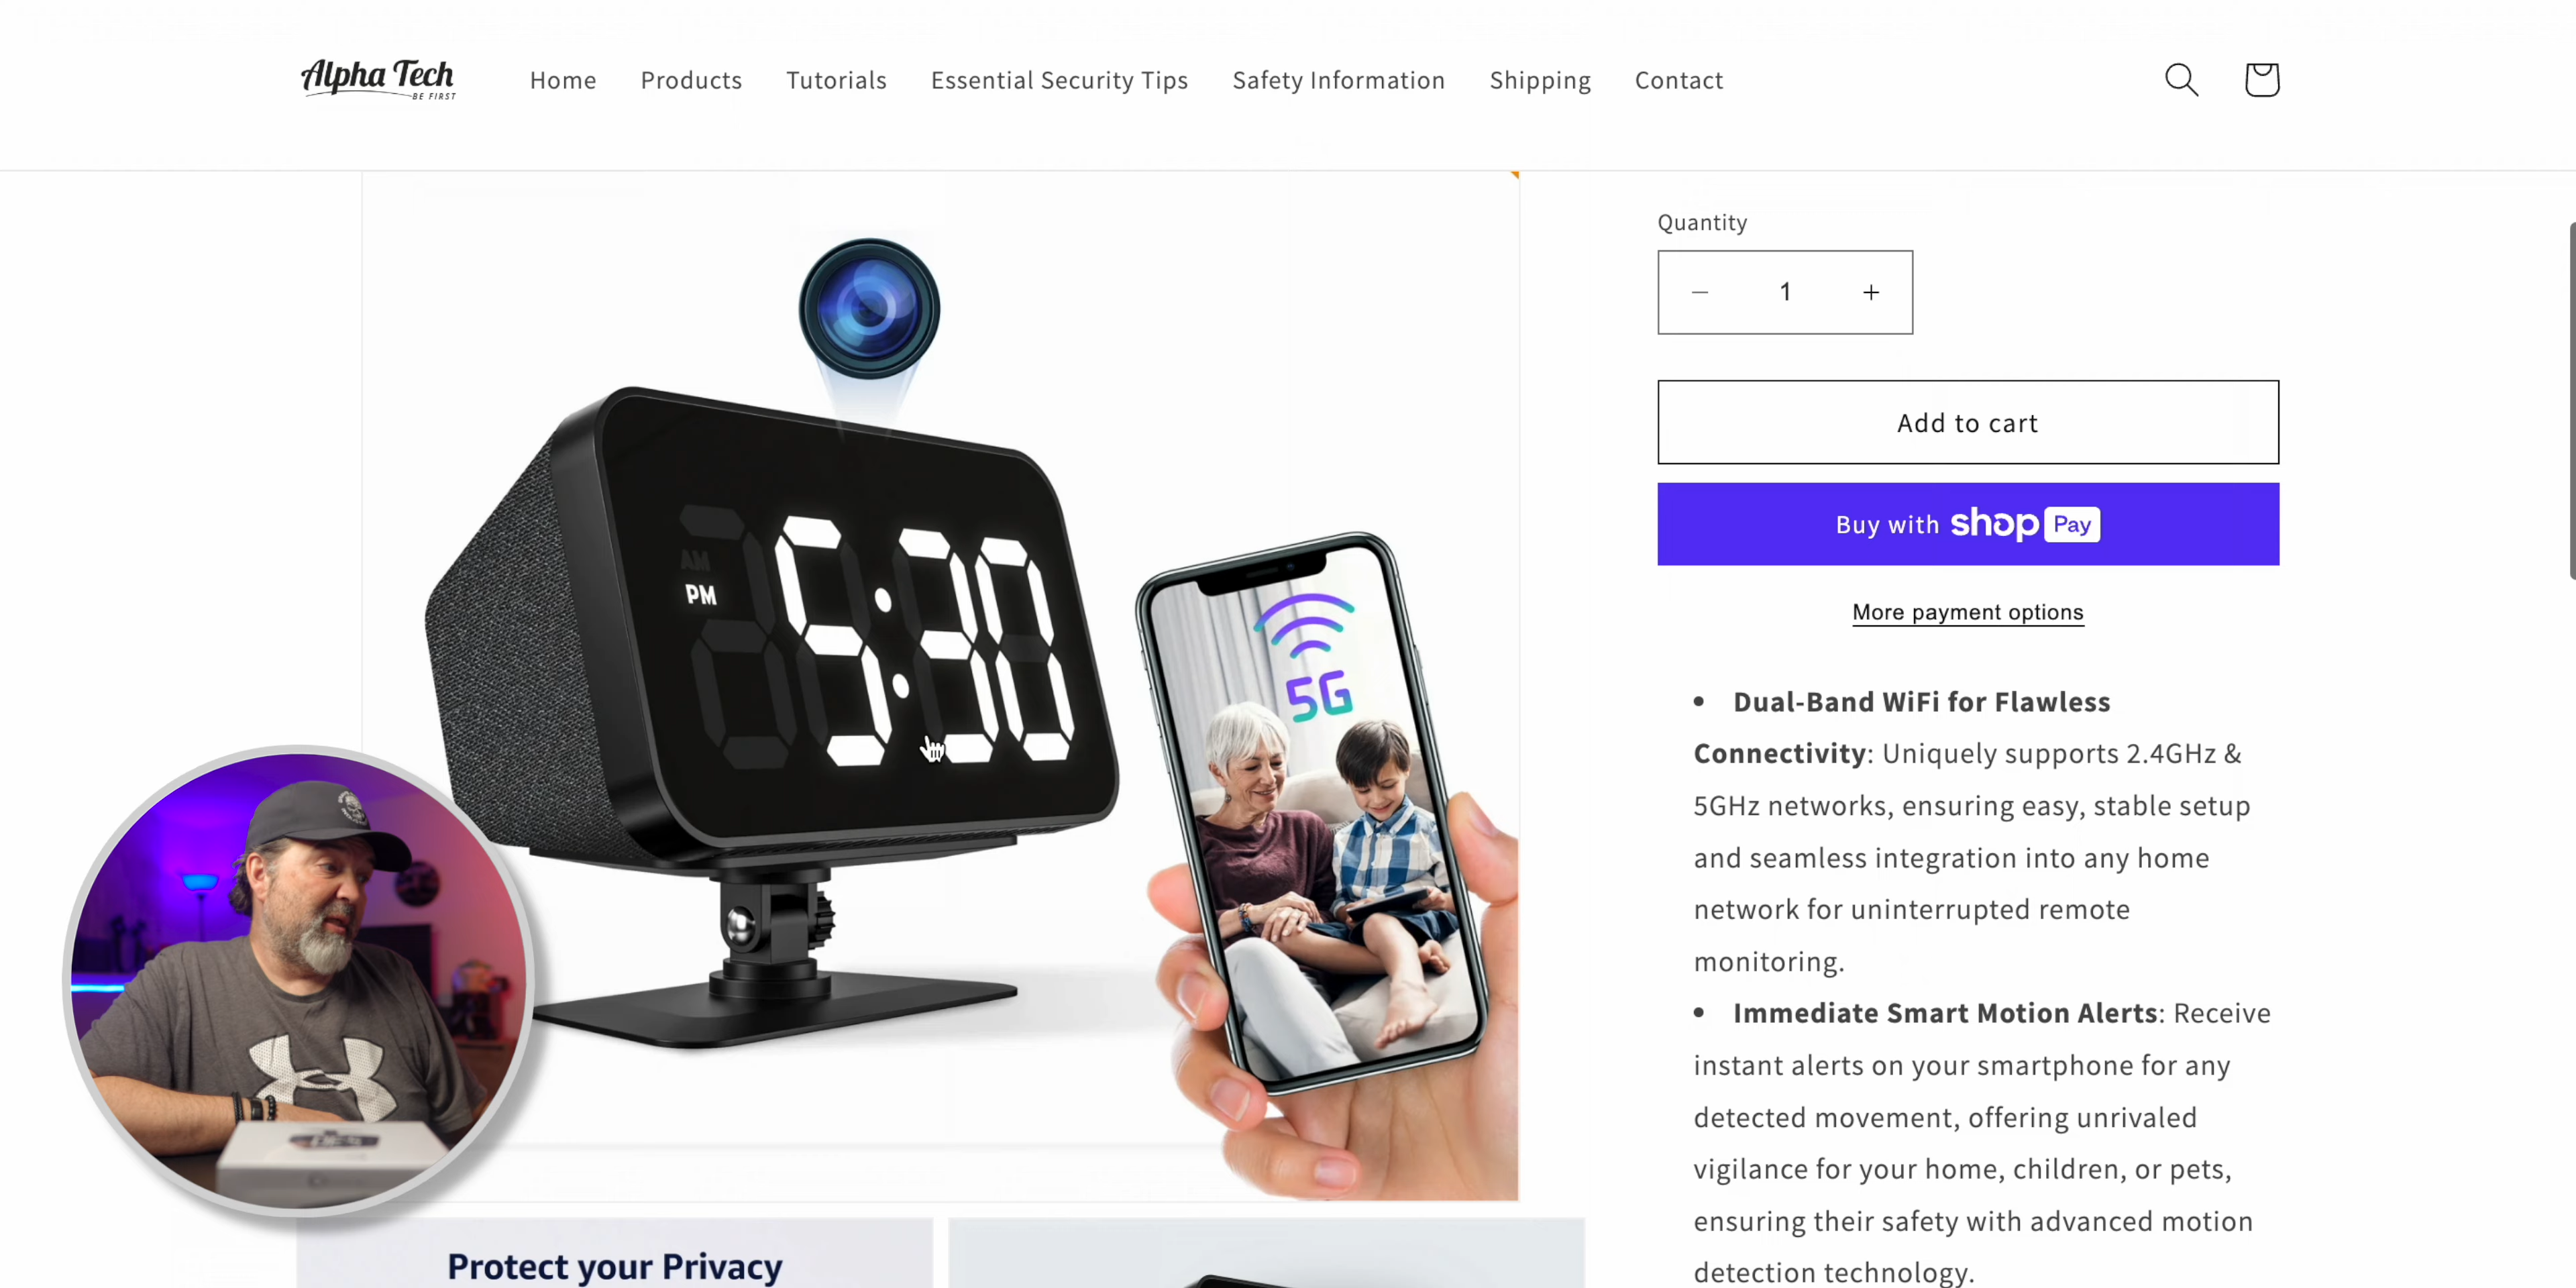 Alpha Tech
BE FIRST
Home
Products
Tutorials
Essential Security Tips
Safety Information
Shipping
Contact
AM
PM
5:30
5G
Protect your Privacy
Quantity
1
Add to cart
Buy with shop Pay
More payment options
• Dual-Band WiFi for Flawless
Connectivity: Uniquely supports 2.4GHz &
5GHz networks, ensuring easy, stable setup
and seamless integration into any home
network for uninterrupted remote
monitoring.
• Immediate Smart Motion Alerts: Receive
instant alerts on your smartphone for any
detected movement, offering unrivaled
vigilance for your home, children, or pets,
ensuring their safety with advanced motion
detection technology.